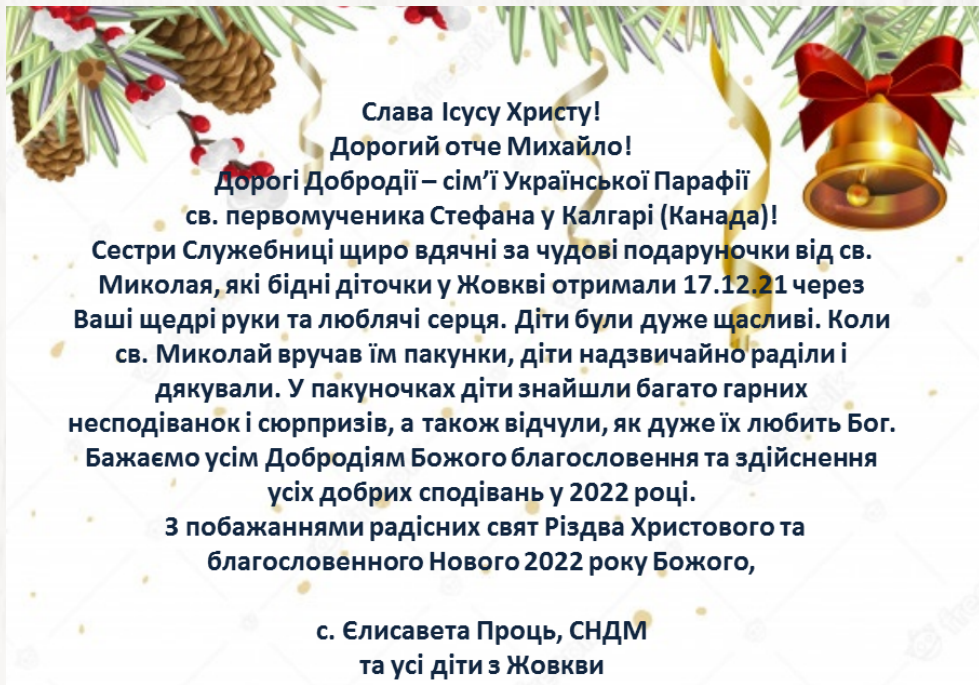 Слава Ісусу Христу!
Дорогий отче Михайло!
Дорогі Добродії – сім’ї Української Парафії
св. первомученика Стефана у Калгарі (Канада)!
Сестри Служебниці щиро вдячні за чудові подаруночки від св.
Миколая, які бідні діточки у Жовкві отримали 17.12.21 через
Ваші щедрі руки та люблячі серця. Діти були дуже щасливі. Коли
св. Миколай вручав їм пакунки, діти надзвичайно раділи і
дякували. У пакуночках діти знайшли багато гарних
несподіванок і сюрпризів, а також відчули, як дуже їх любить Бог.
Бажаємо усім Добродіям Божого благословення та здійснення
усіх добрих сподівань у 2022 році.
З побажаннями радісних свят Різдва Христового та
благословенного Нового 2022 року Божого,
с. Єлисавета Проць, СНДМ
та усі діти з Жовкви